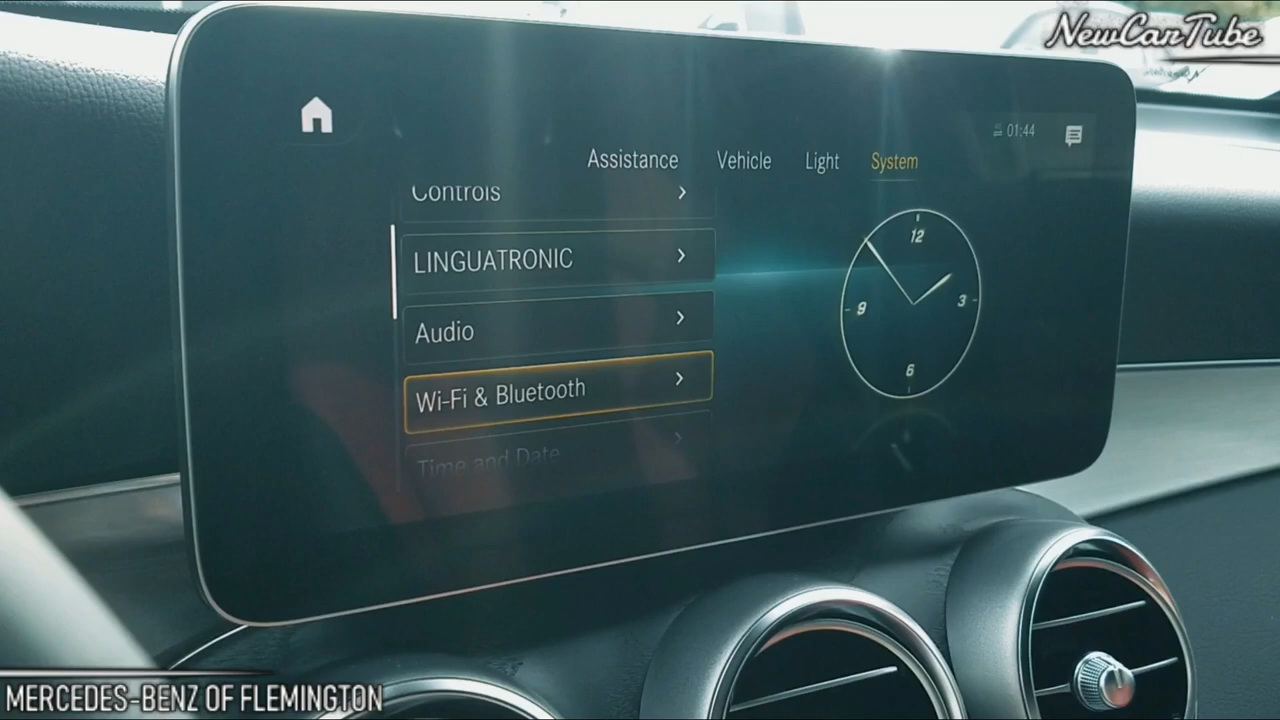 NewCarTube
01:44
Assistance Vehicle Light System
Controls
LINGUATRONIC
Audio
Wi-Fi & Bluetooth
Time and Date
12
3
9
6
MERCEDES-BENZ OF FLEMINGTON